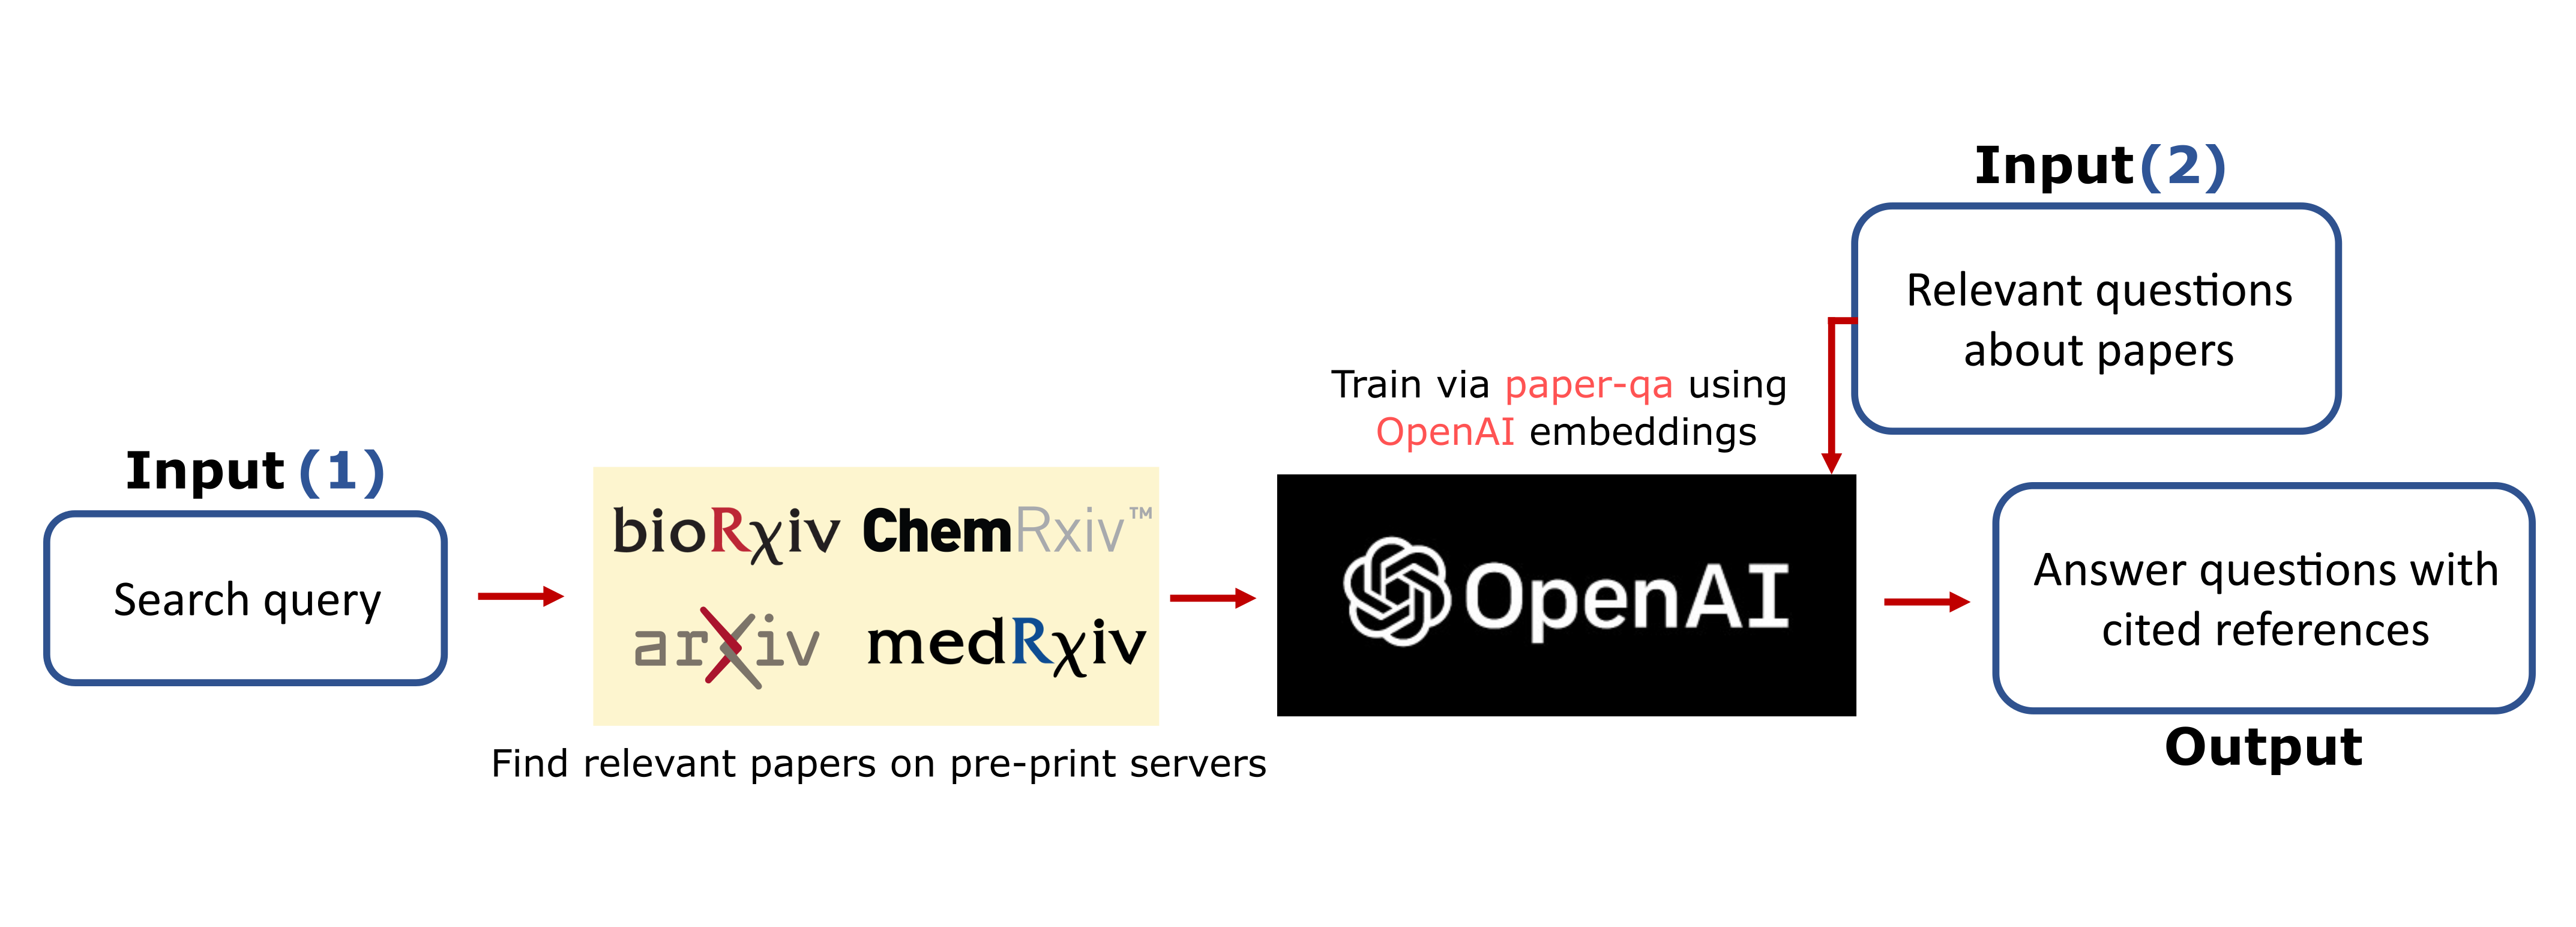 Input (1)
Search query
bioRχiv
ChemRxiv™
arXiv
medRχiv
Find relevant papers on pre-print servers
Train via paper-qa using
OpenAI embeddings
OpenAI
Input(2)
Relevant questions
about papers
Answer questions with
cited references
Output